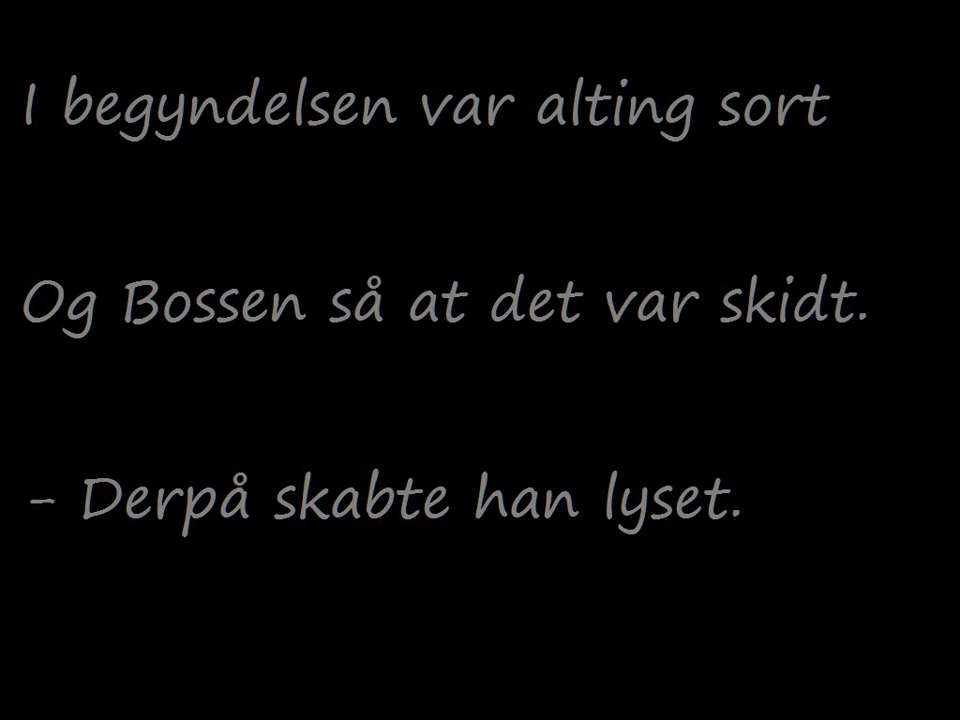 I begyndelsen var alting sort
Og Bossen så at det var skidt.
- Derpå skabte han lyset.